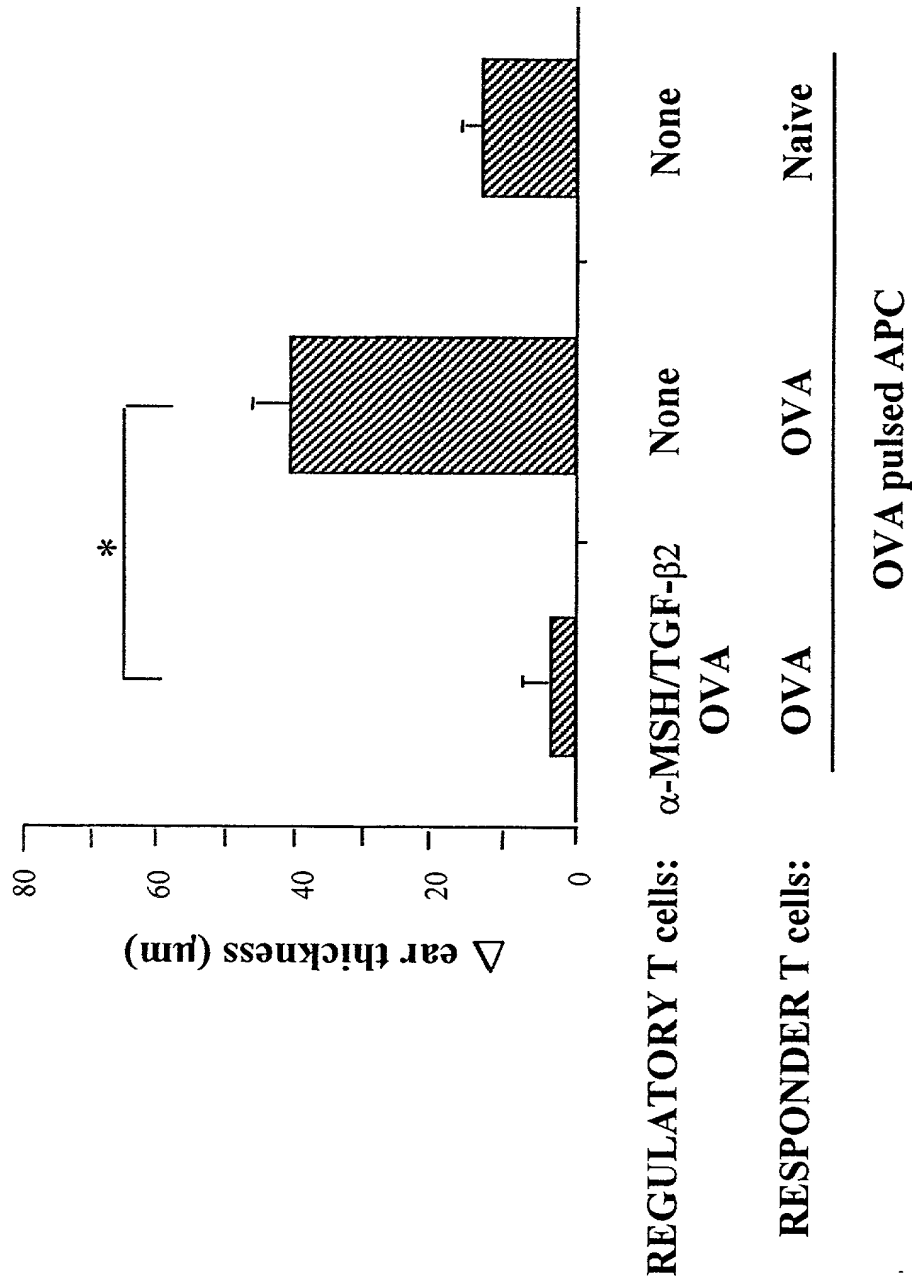 80
60
40
20
0
Δ ear thickness (μm)
*
REGULATORY T cells: α-MSH/TGF-β2 None None
OVA
RESPONDER T cells: OVA OVA Naive
OVA pulsed APC